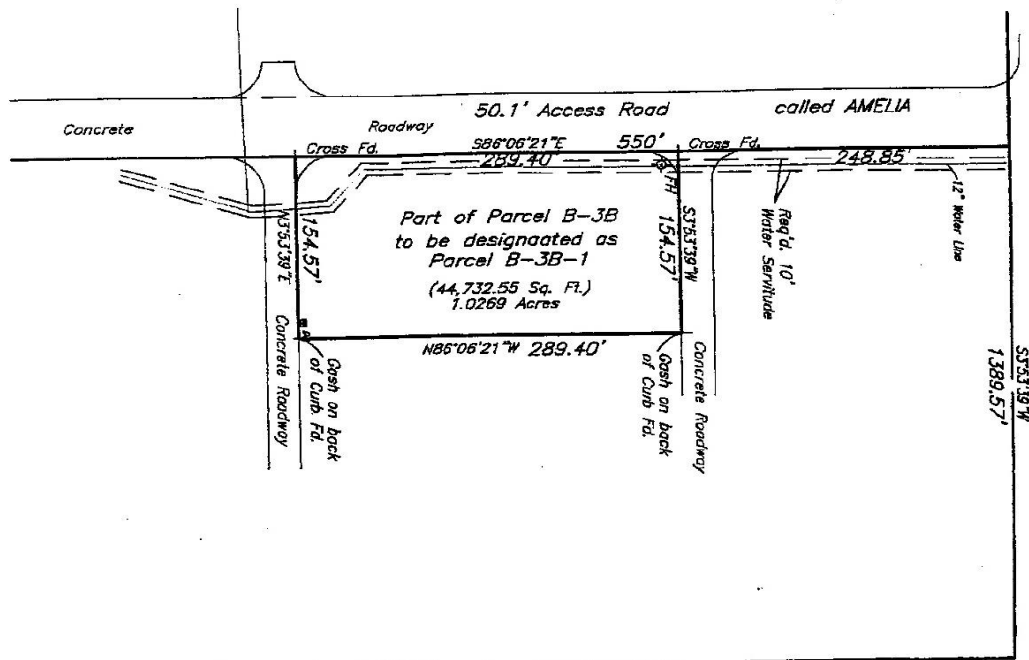 50.1' Access Road
called AMELIA
Concrete
Roadway
Cross Fd.
S86°06'21"E
550'
Cross Fd.
289.40'
248.85'
FH
12" Water Line
Req'd. 10'
Water Servitude
N3°53'39"E
154.57'
Part of Parcel B-3B
to be designaated as
Parcel B-3B-1
(44,732.55 Sq. Ft.)
1.0269 Acres
S3°53'39"W
154.57'
N86°06'21"W 289.40'
Concrete Roadway
Gash on back
of Curb Fd.
Gash on back
of Curb Fd.
Concrete Roadway
S3°53'39"W
1389.57'